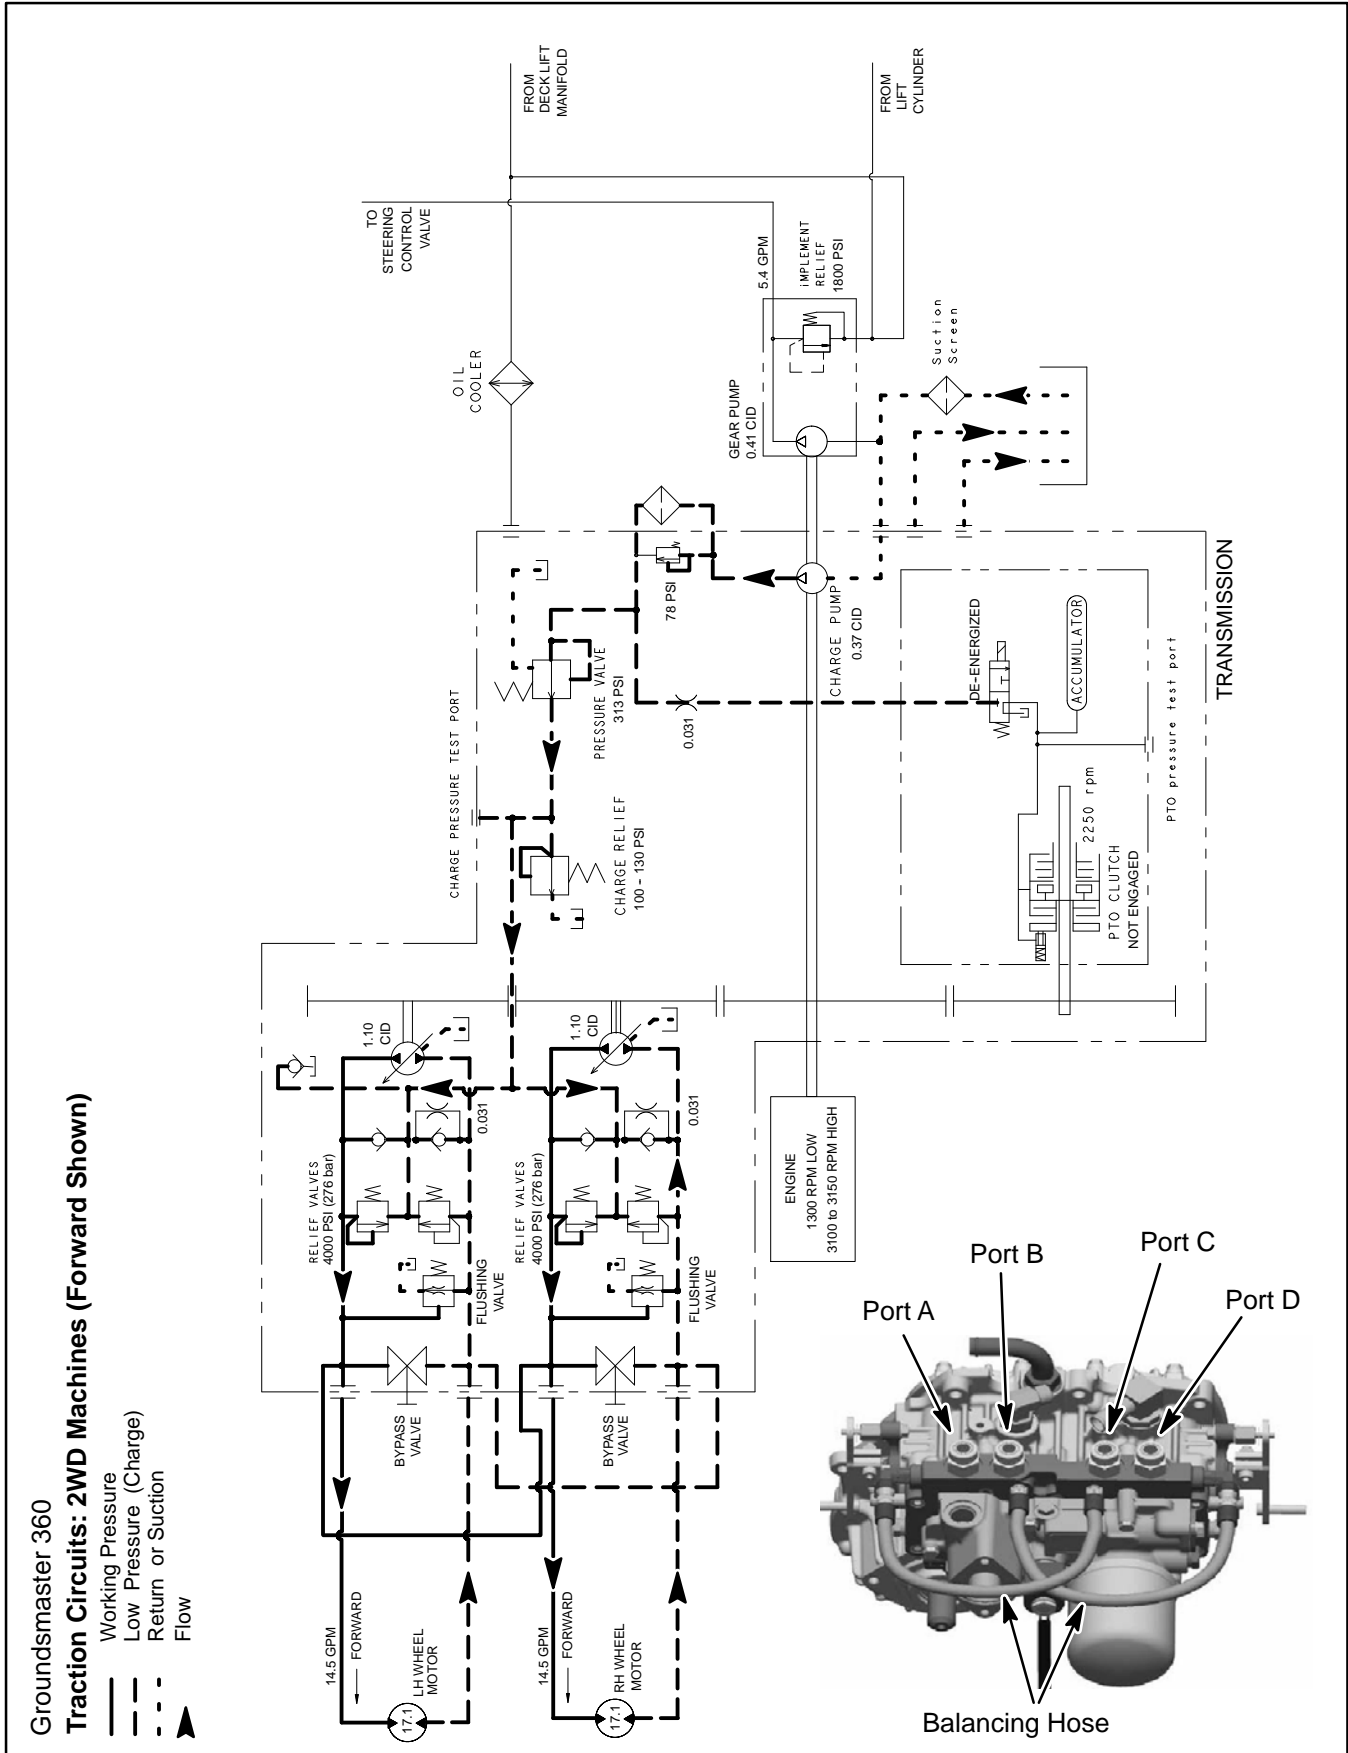 Groundsmaster 360
Traction Circuits: 2WD Machines (Forward Shown)
Working Pressure
Low Pressure (Charge)
Return or Suction
Flow
FROM
DECK LIFT
MANIFOLD
FROM
LIFT
CYLINDER
TO
STEERING
CONTROL
VALVE
OIL
COOLER
5.4 GPM
iMPLEMENT
RELIEF
1800 PSI
GEAR PUMP
0.41 CID
Suction
Screen
CHARGE PRESSURE TEST PORT
78 PSI
PRESSURE VALVE
313 PSI
CHARGE PUMP
0.37 CID
0.031
CHARGE RELIEF
100 - 130 PSI
DE-ENERGIZED
ACCUMULATOR
PTO pressure test port
TRANSMISSION
2250 rpm
PTO CLUTCH
NOT ENGAGED
1.10
CID
1.10
CID
0.031
0.031
RELIEF VALVES
4000 PSI (276 bar)
RELIEF VALVES
4000 PSI (276 bar)
FLUSHING
VALVE
FLUSHING
VALVE
BYPASS
VALVE
BYPASS
VALVE
ENGINE
1300 RPM LOW
3100 to 3150 RPM HIGH
14.5 GPM
FORWARD
17.1
LH WHEEL
MOTOR
14.5 GPM
FORWARD
17.1
RH WHEEL
MOTOR
Port A
Port B
Port C
Port D
Balancing Hose